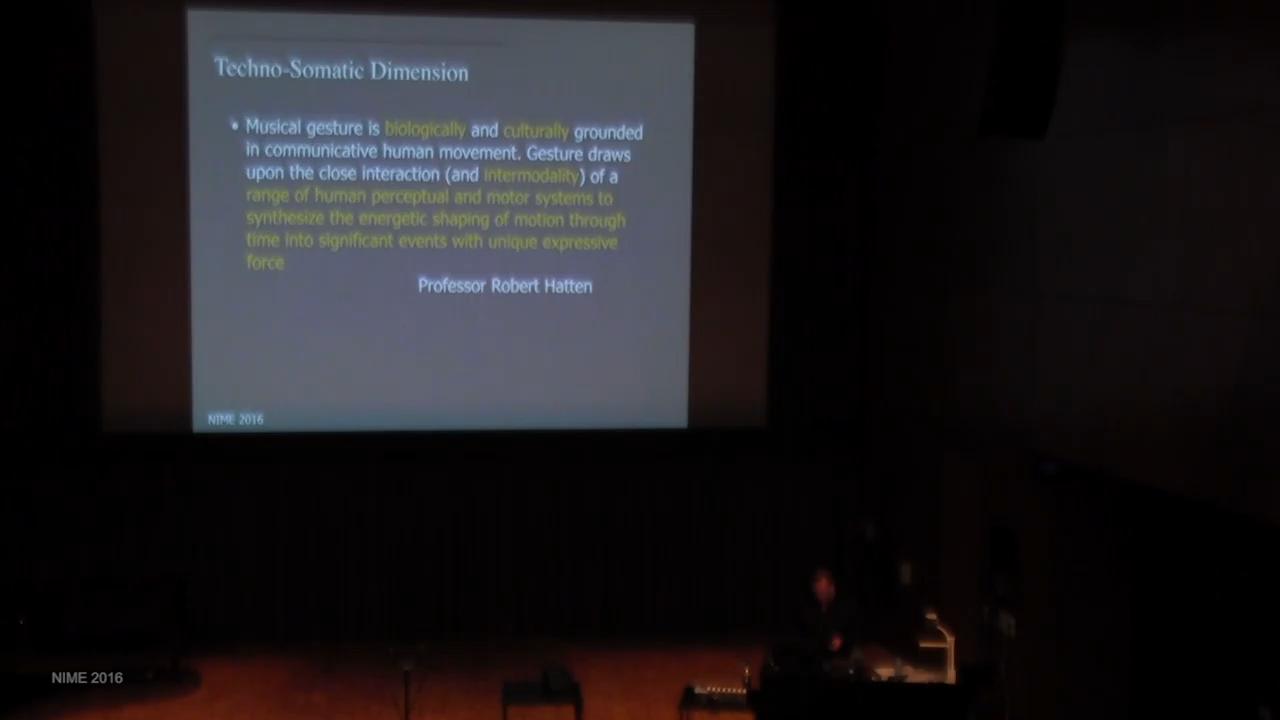 Techno-Somatic Dimension
• Musical gesture is biologically and culturally grounded
in communicative human movement. Gesture draws
upon the close interaction (and intermodality) of a
range of human perceptual and motor systems to
synthesize the energetic shaping of motion through
time into significant events with unique expressive
force
Professor Robert Hatten
NIME 2016
NIME 2016